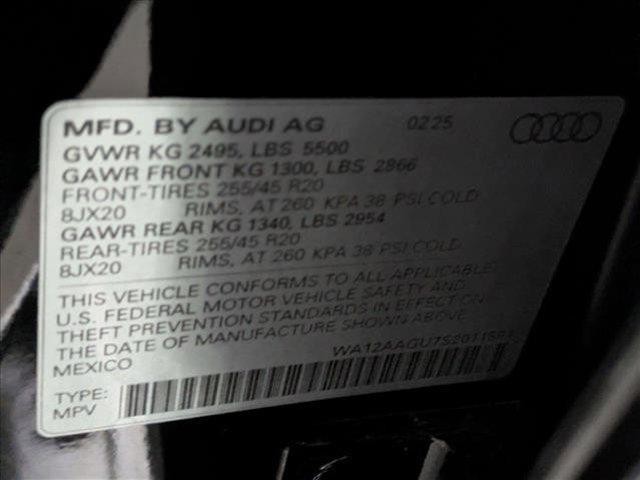 MFD. BY AUDI AG 02 25
GVWR KG 2495, LBS 5500
GAWR FRONT KG 1300, LBS 2866
FRONT-TIRES 255/45 R20
8JX20 RIMS, AT 260 KPA 38 PSI COLD
GAWR REAR KG 1340, LBS 2954
REAR-TIRES 255/45 R20
8JX20 RIMS, AT 260 KPA 38 PSI COLD
THIS VEHICLE CONFORMS TO ALL APPLICABLE
U.S. FEDERAL MOTOR VEHICLE SAFETY AND
THEFT PREVENTION STANDARDS IN EFFECT ON
THE DATE OF MANUFACTURE SHOWN ABOVE
MEXICO
TYPE:
MPV